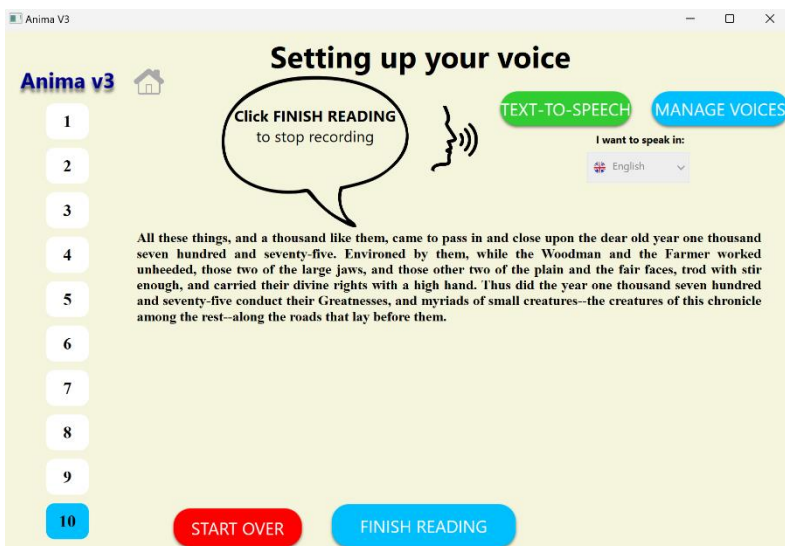 Anima V3
Setting up your voice
Anima v3
Click FINISH READING
to stop recording
TEXT-TO-SPEECH
MANAGE VOICES
I want to speak in:
English
1
2
3
4
5
6
7
8
9
10
All these things, and a thousand like them, came to pass in and close upon the dear old year one thousand
seven hundred and seventy-five. Environed by them, while the Woodman and the Farmer worked
unheeded, those two of the large jaws, and those other two of the plain and the fair faces, trod with stir
enough, and carried their divine rights with a high hand. Thus did the year one thousand seven hundred
and seventy-five conduct their Greatnesses, and myriads of small creatures--the creatures of this chronicle
among the rest--along the roads that lay before them.
START OVER
FINISH READING